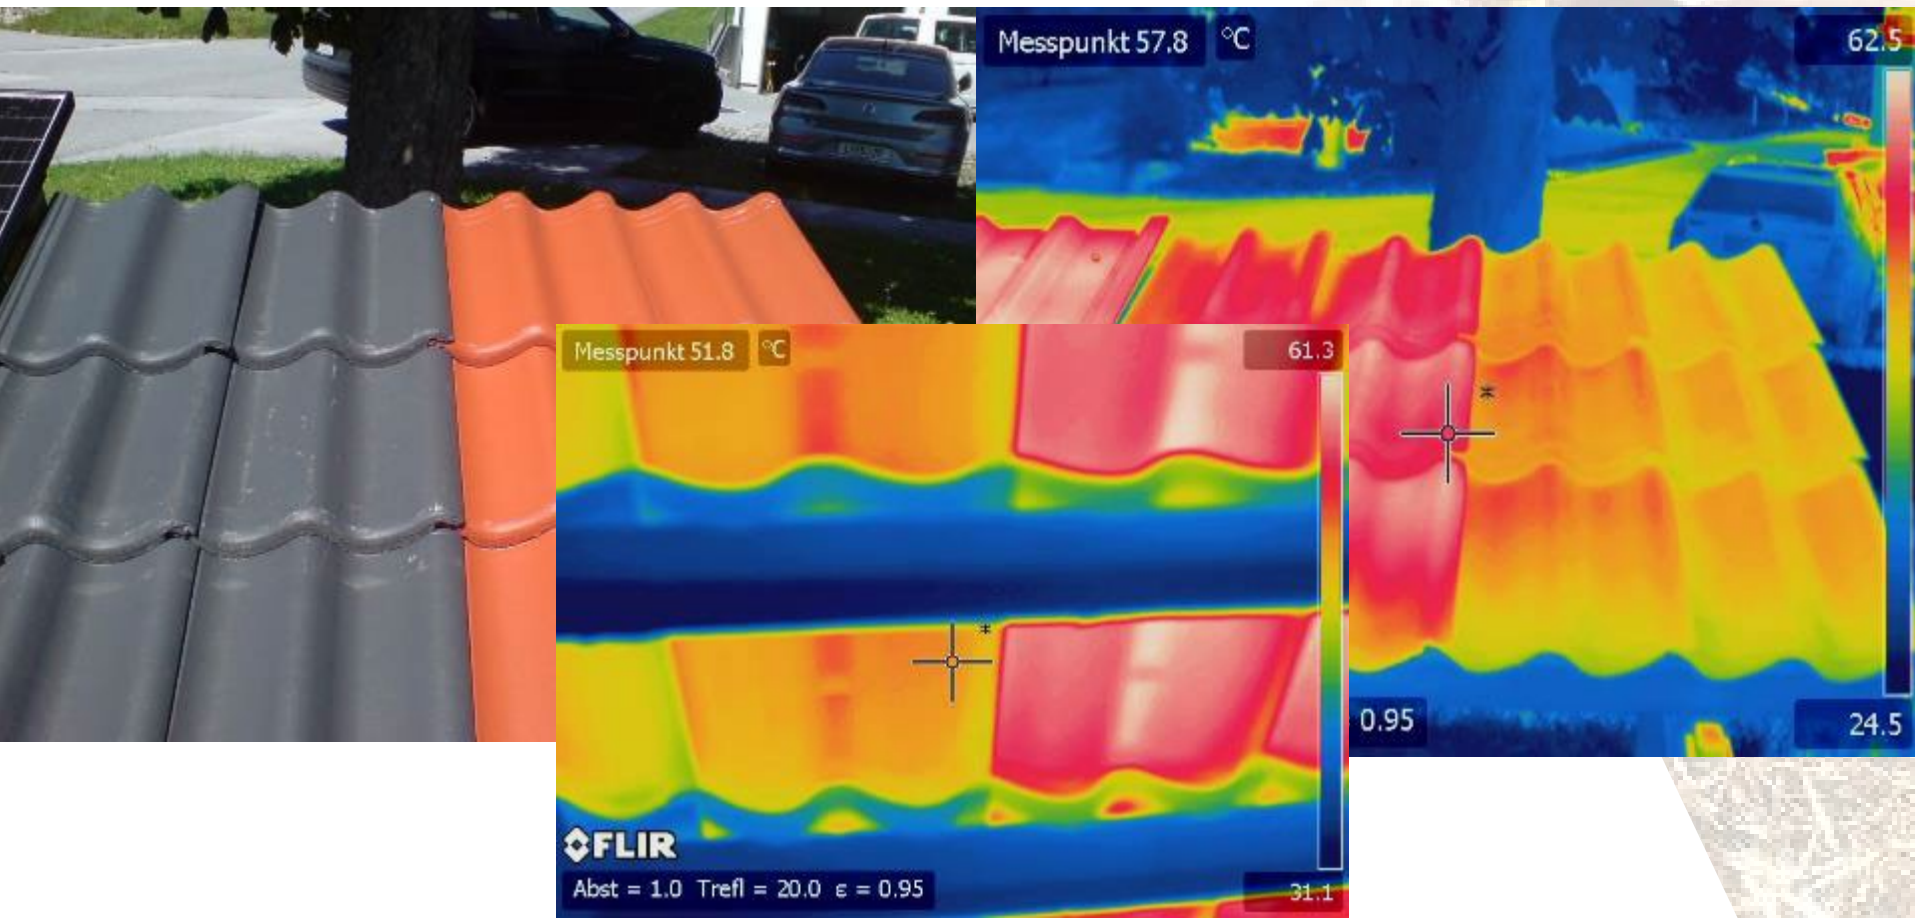 Messpunkt 57.8 °C
62.5
Messpunkt 51.8 °C
61.3
0.95
24.5
FLIR
Abst = 1.0 Trefl = 20.0 ε = 0.95
31.1